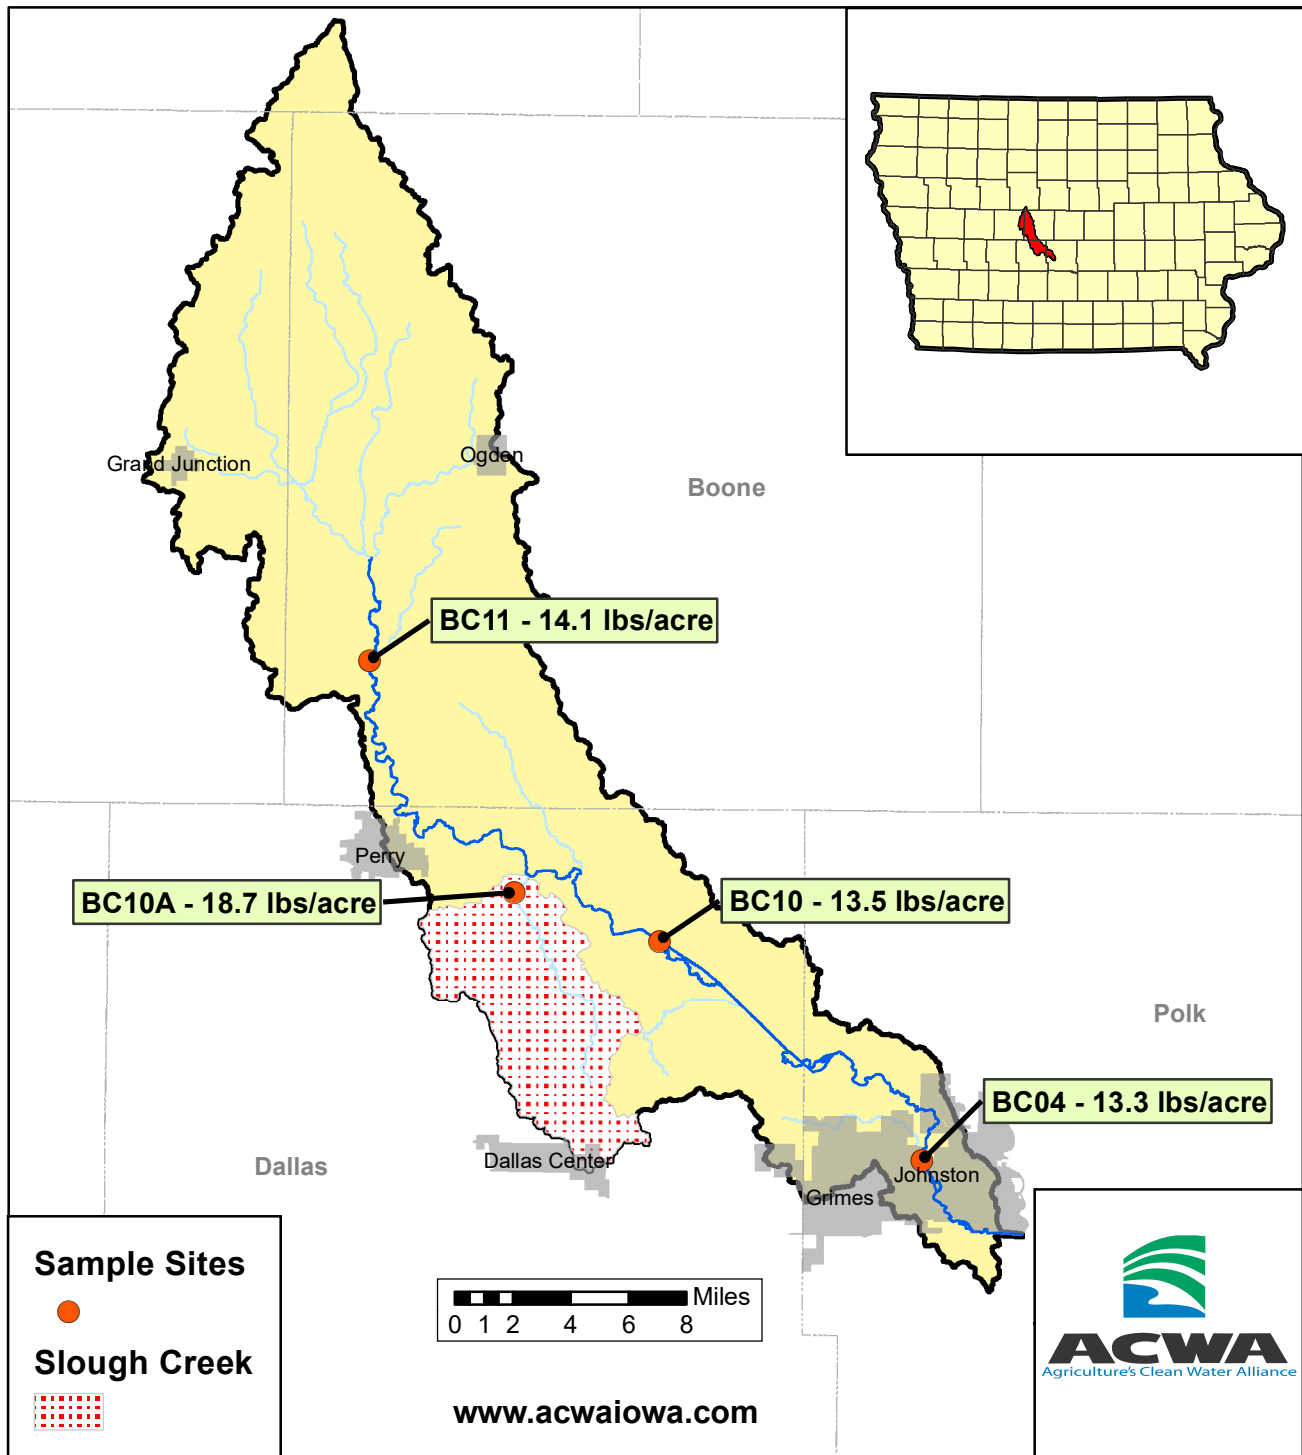 Grand Junction
Ogden
Boone
BC11 - 14.1 lbs/acre
Perry
BC10A - 18.7 lbs/acre
BC10 - 13.5 lbs/acre
Polk
BC04 - 13.3 lbs/acre
Dallas
Dallas Center
Johnston
Grimes
Sample Sites
Slough Creek
Miles
0 1 2 4 6 8
www.acwaiowa.com
ACWA
Agriculture's Clean Water Alliance